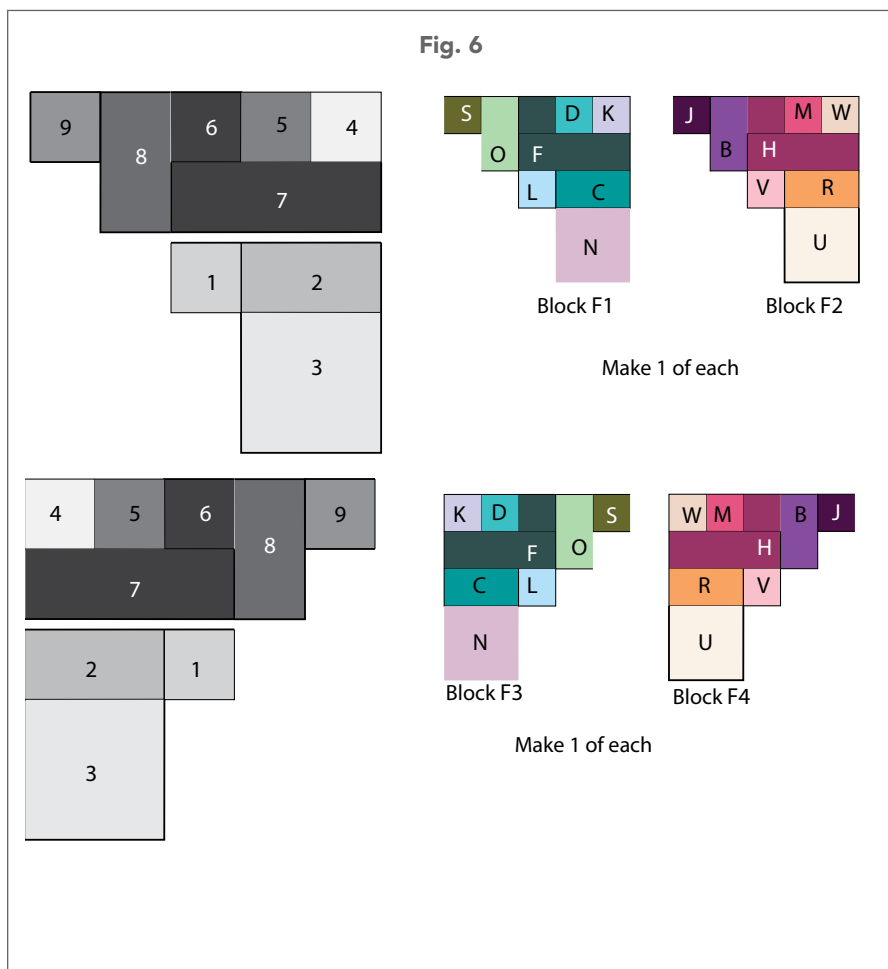 Fig. 6
9 8 6 5 4
7
1 2
3
S O F D K
L C
N
Block F1
J B H M W
V R
U
Block F2
Make 1 of each
4 5 6 8 9
7
2 1
3
K D F O S
C L
N
Block F3
W M H B J
R V
U
Block F4
Make 1 of each